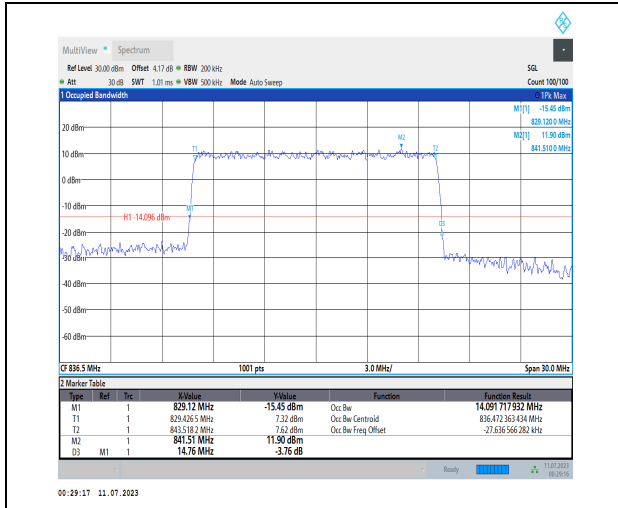 MultiView Spectrum
Ref Level 30.00 dBm Offset 4.17 dB RBW 200 kHz SGL
Att 30 dB SWT 1.01 ms VBW 500 kHz Mode Auto Sweep Count 100/100
1 Occupied Bandwidth 1Pk Max
M1[1] -15.45 dBm
829.1200 MHz
M2[1] 11.90 dBm
841.5100 MHz
20 dBm
M2
T1 T2
10 dBm
0 dBm
-10 dBm
M1
H1 -14.096 dBm
D3
-20 dBm
-30 dBm
-40 dBm
-50 dBm
-60 dBm
CF 836.5 MHz 1001 pts 3.0 MHz/ Span 30.0 MHz
2 Marker Table
Type Ref Trc X-Value Y-Value Function Function Result
M1 1 829.12 MHz -15.45 dBm Occ Bw 14.091 717 932 MHz
T1 1 829.426 5 MHz 7.32 dBm Occ Bw Centroid 836.472 363 434 MHz
T2 1 843.518 2 MHz 7.62 dBm Occ Bw Freq Offset -27.636 566 282 kHz
M2 1 841.51 MHz 11.90 dBm
D3 M1 1 14.76 MHz -3.76 dB
Ready 11.07.2023
00:29:16
00:29:17 11.07.2023